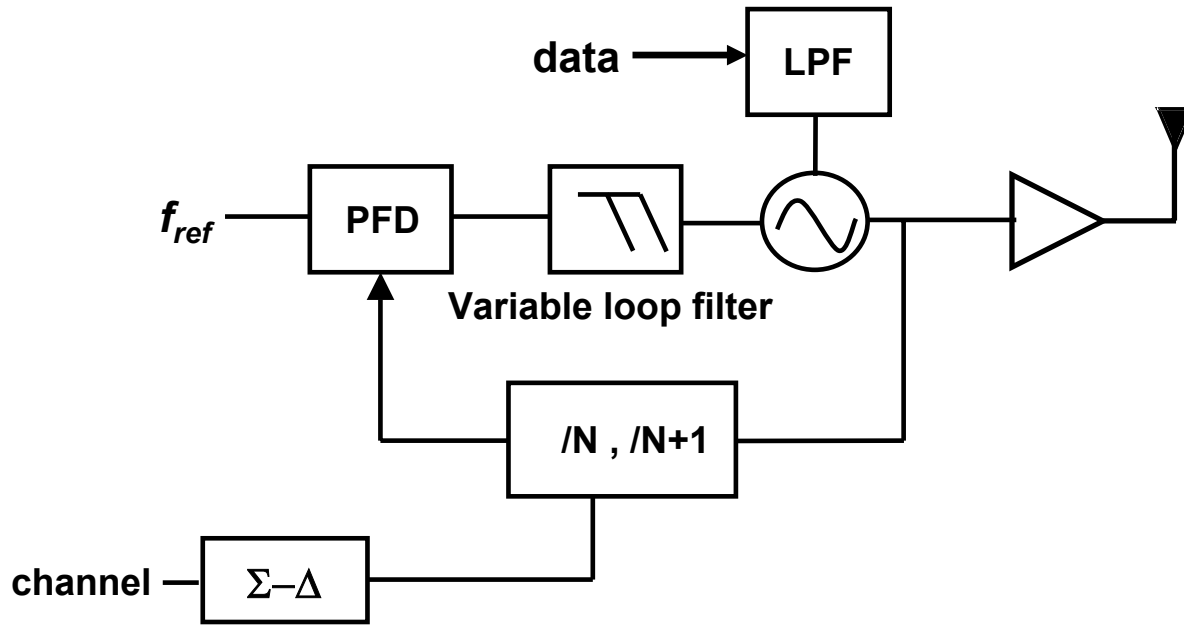 data
LPF
f_ref
PFD
Variable loop filter
/N , /N+1
channel
Σ–Δ